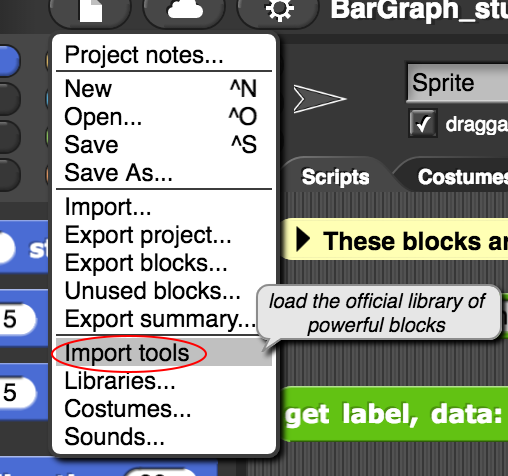 BarGraph_stu
Project notes...
New ^N
Open... ^O
Save ^S
Save As...
Import...
Export project...
Export blocks...
Unused blocks...
Export summary...
Import tools
Libraries...
Costumes...
Sounds...
load the official library of
powerful blocks
Sprite
dragga
Scripts
Costumes
These blocks ar
get label, data:
st
5
5